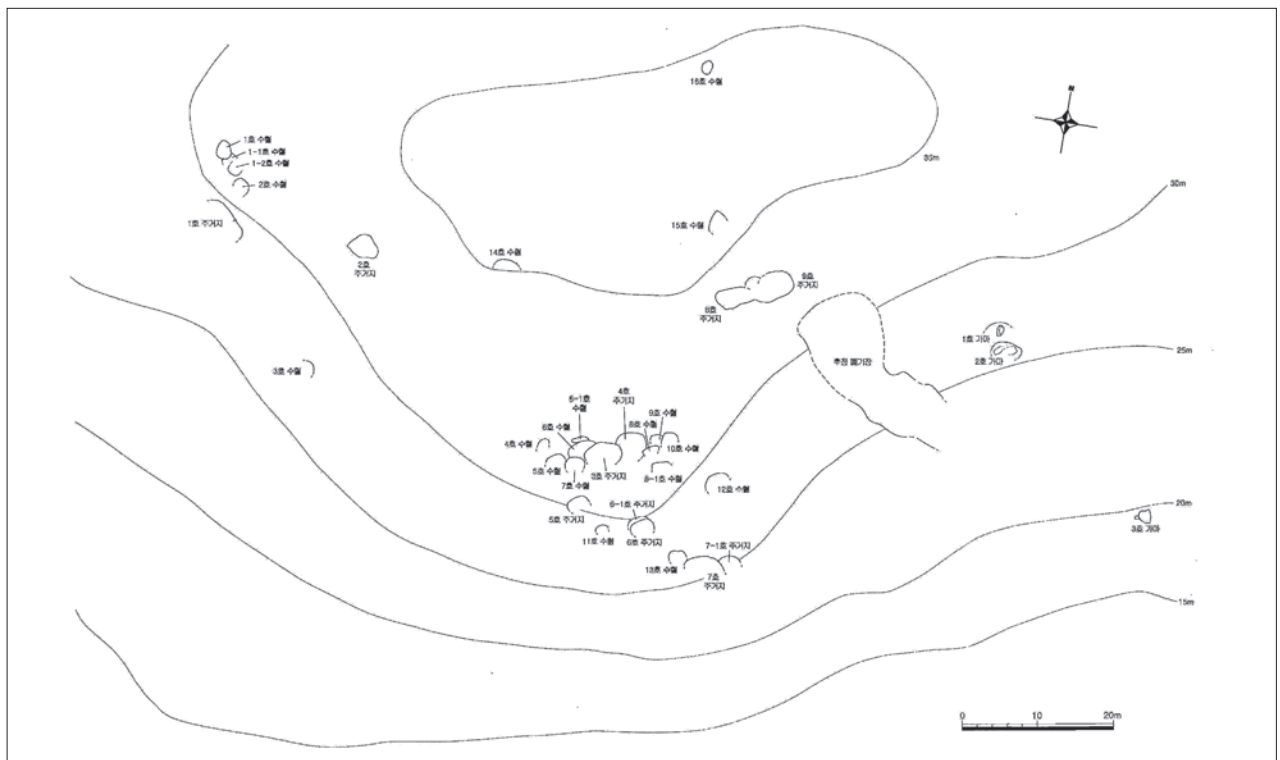 16호 수혈
N
35m
30m
1호 수혈
1-1호 수혈
1-2호 수혈
2호 수혈
1호 주거지
2호
주거지
14호 수혈
15호 수혈
9호
주거지
8호
주거지
추정 폐기장
1호 가마
2호 가마
25m
3호 수혈
6-1호
수혈
4호
주거지
6호 수혈
8호 수혈
9호 수혈
4호 수혈
10호 수혈
5호 수혈
7호 수혈
3호 주거지
8-1호 수혈
12호 수혈
5호 주거지
6-1호 주거지
11호 수혈
6호 주거지
7-1호 주거지
13호 수혈
7호
주거지
20m
3호 가마
15m
0 10 20m